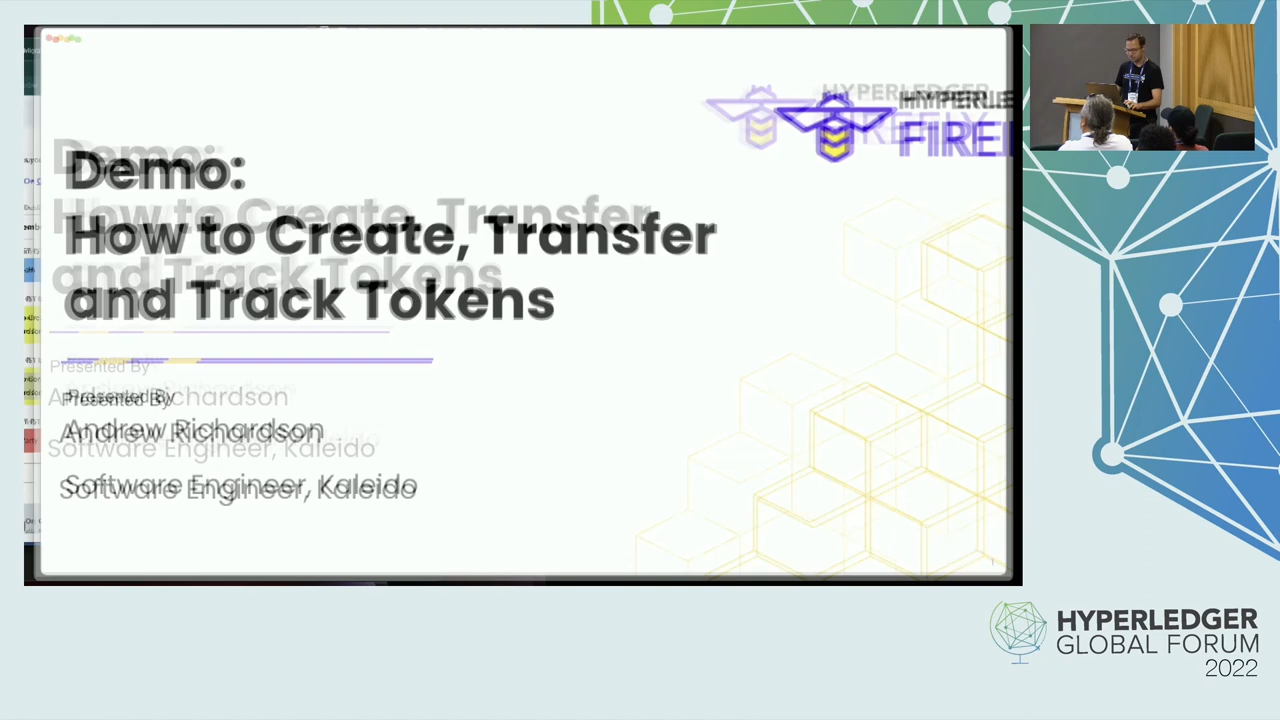 HYPERLEDGER
FIREFLY
Demo:
How to Create, Transfer
and Track Tokens
Presented By
Andrew Richardson
Software Engineer, Kaleido
1
HYPERLEDGER
GLOBAL FORUM
2022